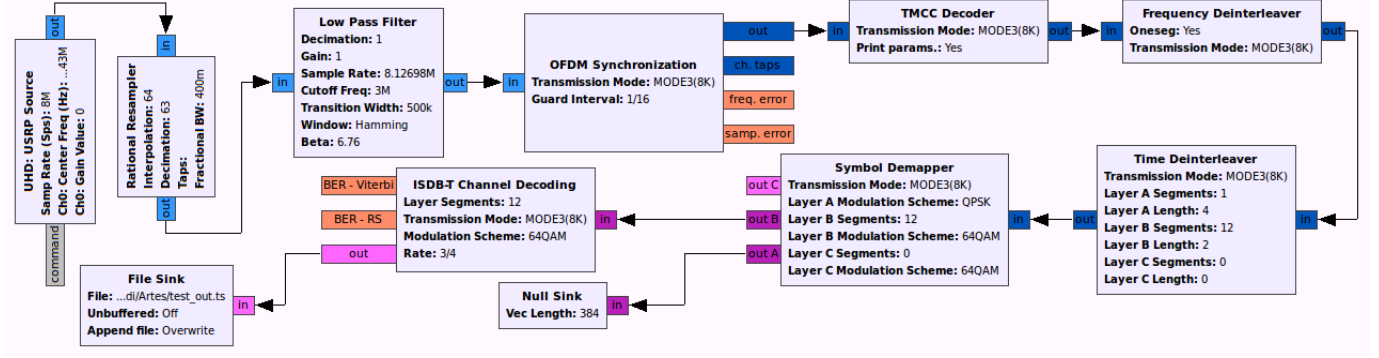 UHD: USRP Source
Samp Rate (Sps): 8M
Ch0: Center Freq (Hz): ...43M
Ch0: Gain Value: 0
out
command
in
Rational Resampler
Interpolation: 64
Decimation: 63
Taps:
Fractional BW: 400m
out
in
Low Pass Filter
Decimation: 1
Gain: 1
Sample Rate: 8.12698M
Cutoff Freq: 3M
Transition Width: 500k
Window: Hamming
Beta: 6.76
out
in
OFDM Synchronization
Transmission Mode: MODE3(8K)
Guard Interval: 1/16
out
ch. taps
freq. error
samp. error
in
TMCC Decoder
Transmission Mode: MODE3(8K)
Print params.: Yes
out
in
Frequency Deinterleaver
Oneseg: Yes
Transmission Mode: MODE3(8K)
out
in
Time Deinterleaver
Transmission Mode: MODE3(8K)
Layer A Segments: 1
Layer A Length: 4
Layer B Segments: 12
Layer B Length: 2
Layer C Segments: 0
Layer C Length: 0
out
in
Symbol Demapper
Transmission Mode: MODE3(8K)
Layer A Modulation Scheme: QPSK
Layer B Segments: 12
Layer B Modulation Scheme: 64QAM
Layer C Segments: 0
Layer C Modulation Scheme: 64QAM
out C
out B
out A
in
ISDB-T Channel Decoding
Layer Segments: 12
Transmission Mode: MODE3(8K)
Modulation Scheme: 64QAM
Rate: 3/4
BER - Viterbi
BER - RS
out
in
Null Sink
Vec Length: 384
in
File Sink
File: ...di/Artes/test_out.ts
Unbuffered: Off
Append file: Overwrite